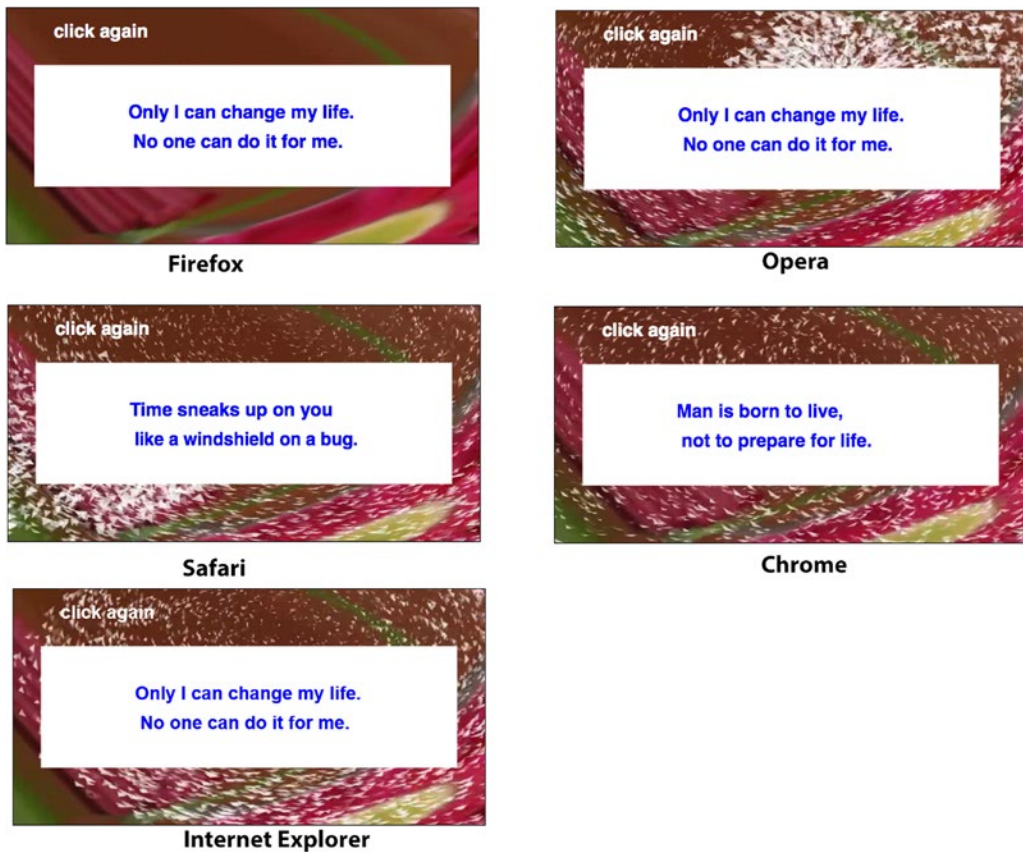 click again
Only I can change my life.
No one can do it for me.
Firefox
click again
Only I can change my life.
No one can do it for me.
Opera
click again
Time sneaks up on you
like a windshield on a bug.
Safari
click again
Man is born to live,
not to prepare for life.
Chrome
click again
Only I can change my life.
No one can do it for me.
Internet Explorer